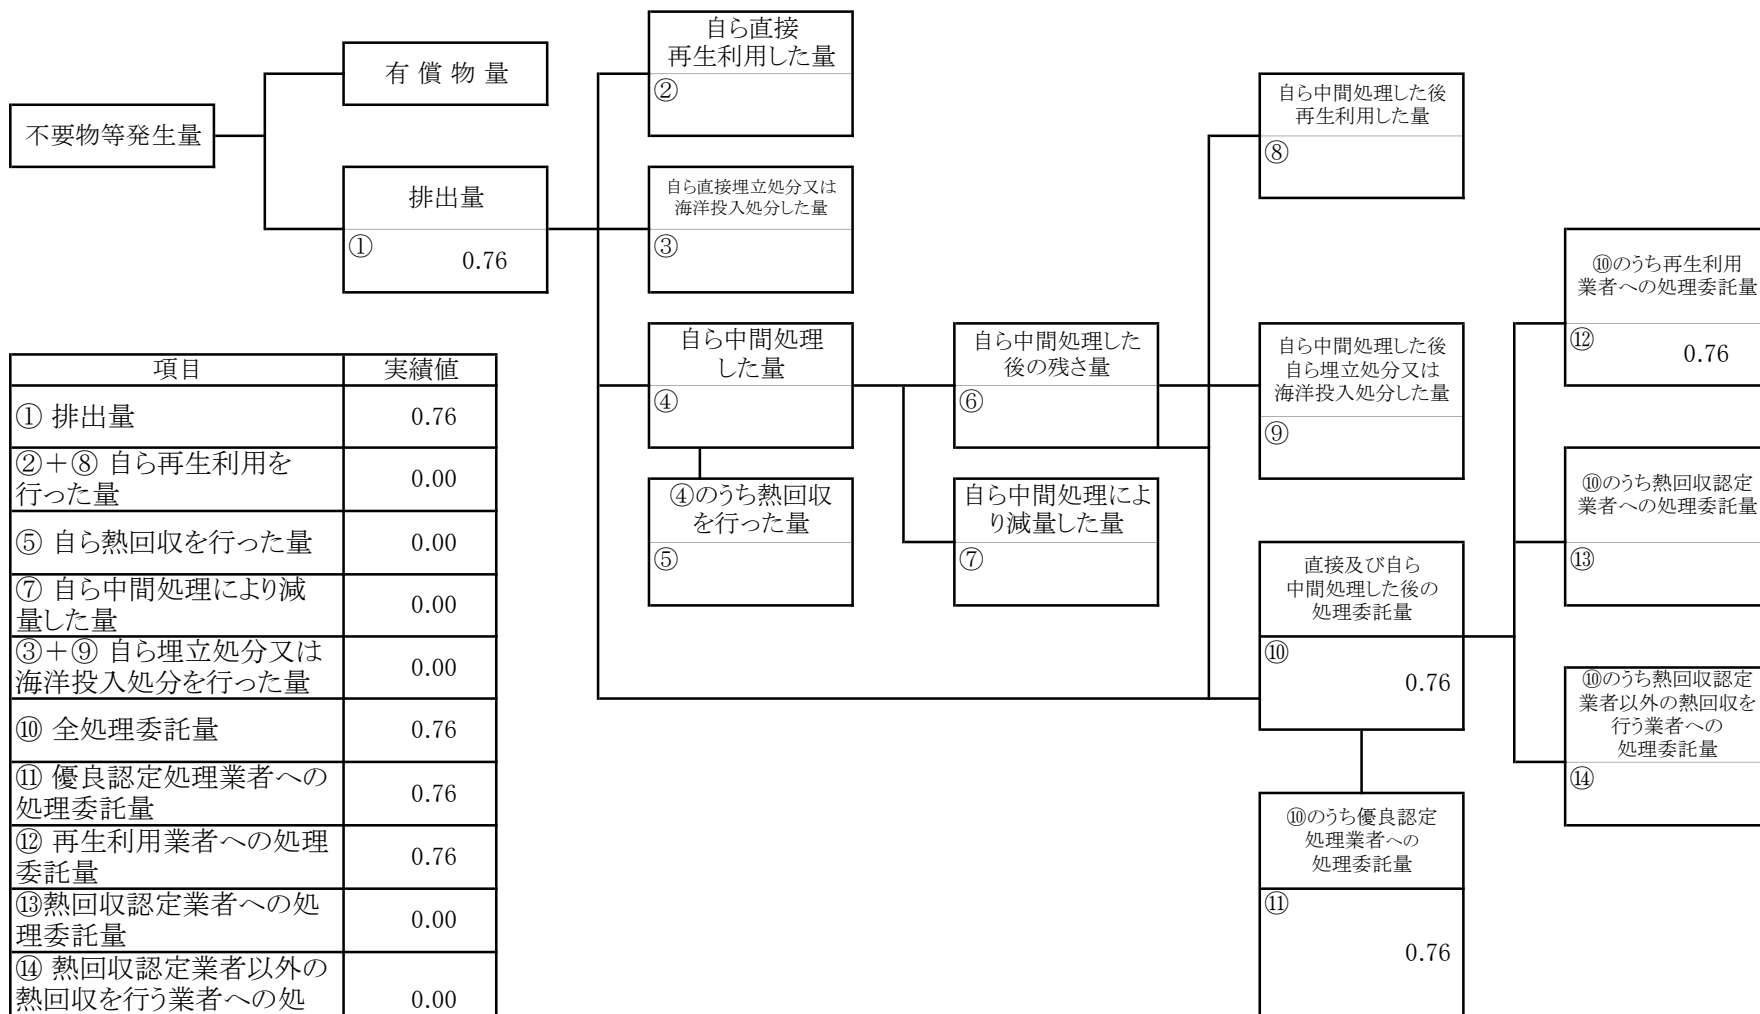 不要物等発生量
有 償 物 量
排出量
①
0.76
自ら直接
再生利用した量
②
自ら直接埋立処分又は
海洋投入処分した量
③
自ら中間処理
した量
④
④のうち熱回収
を行った量
⑤
自ら中間処理した
後の残さ量
⑥
自ら中間処理によ
り減量した量
⑦
自ら中間処理した後
再生利用した量
⑧
自ら中間処理した後
自ら埋立処分又は
海洋投入処分した量
⑨
直接及び自ら
中間処理した後の
処理委託量
⑩
0.76
⑩のうち優良認定
処理業者への
処理委託量
⑪
0.76
⑩のうち再生利用
業者への処理委託量
⑫
0.76
⑩のうち熱回収認定
業者への処理委託量
⑬
⑩のうち熱回収認定
業者以外の熱回収を
行う業者への
処理委託量
⑭
項目 実績値
① 排出量 0.76
②＋⑧ 自ら再生利用を
行った量 0.00
⑤ 自ら熱回収を行った量 0.00
⑦ 自ら中間処理により減
量した量 0.00
③＋⑨ 自ら埋立処分又は
海洋投入処分を行った量 0.00
⑩ 全処理委託量 0.76
⑪ 優良認定処理業者への
処理委託量 0.76
⑫ 再生利用業者への処理
委託量 0.76
⑬熱回収認定業者への処
理委託量 0.00
⑭ 熱回収認定業者以外の
熱回収を行う業者への処 0.00